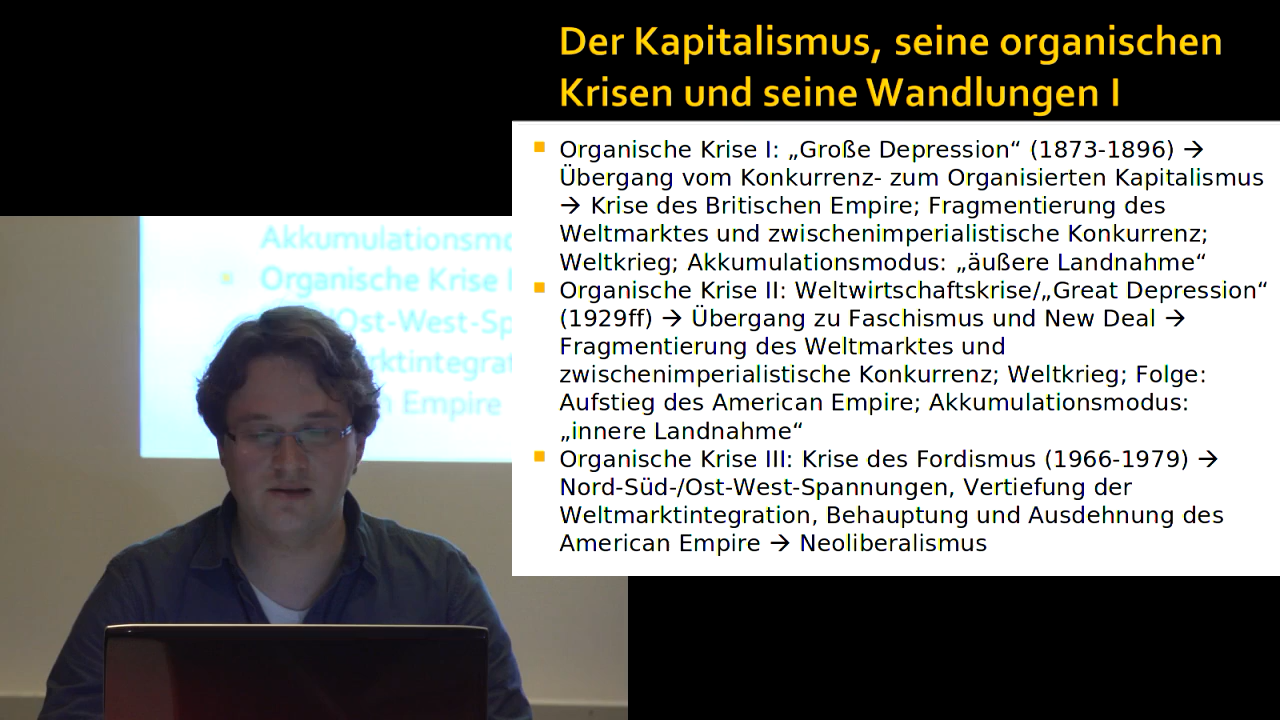 Der Kapitalismus, seine organischen
Krisen und seine Wandlungen I
Organische Krise I: „Große Depression“ (1873-1896) →
Übergang vom Konkurrenz- zum Organisierten Kapitalismus
→ Krise des Britischen Empire; Fragmentierung des
Weltmarktes und zwischenimperialistische Konkurrenz;
Weltkrieg; Akkumulationsmodus: „äußere Landnahme“
Organische Krise II: Weltwirtschaftskrise/„Great Depression“
(1929ff) → Übergang zu Faschismus und New Deal →
Fragmentierung des Weltmarktes und
zwischenimperialistische Konkurrenz; Weltkrieg; Folge:
Aufstieg des American Empire; Akkumulationsmodus:
„innere Landnahme“
Organische Krise III: Krise des Fordismus (1966-1979) →
Nord-Süd-/Ost-West-Spannungen, Vertiefung der
Weltmarktintegration, Behauptung und Ausdehnung des
American Empire → Neoliberalismus
Organische Krise
Ost-West-Sp
Empire